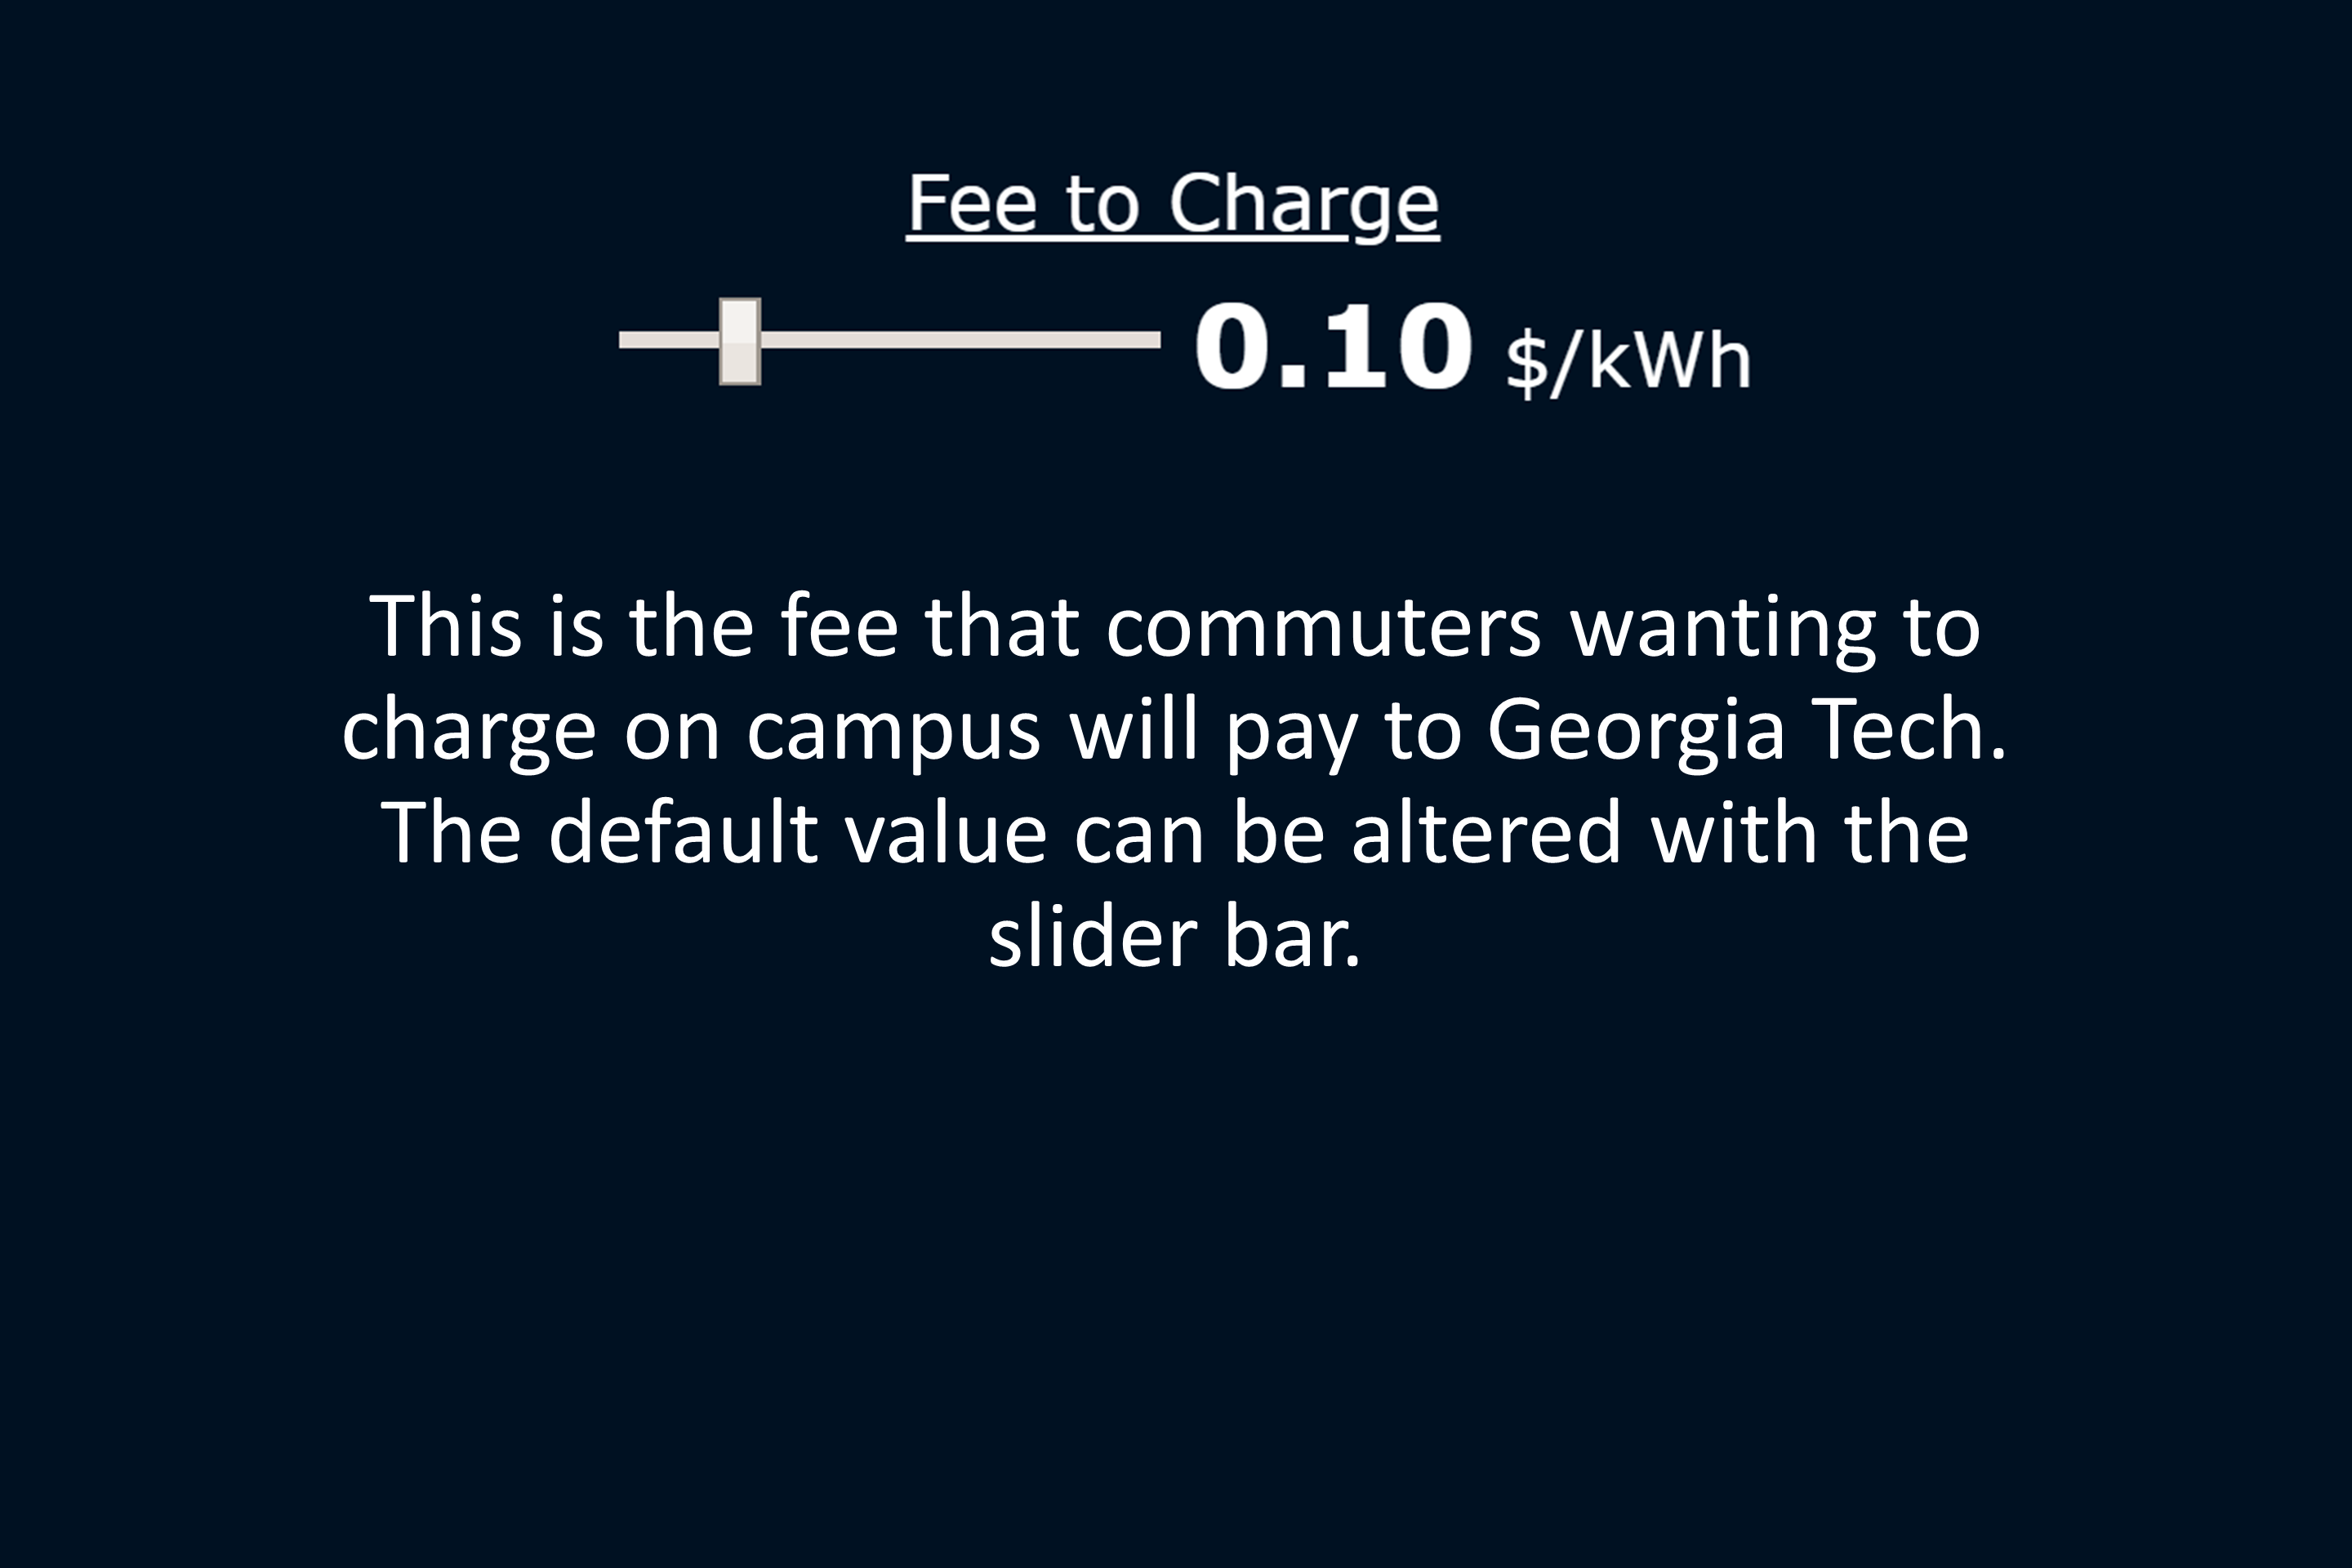 Fee to Charge
0.10 $/kWh
This is the fee that commuters wanting to
charge on campus will pay to Georgia Tech.
The default value can be altered with the
slider bar.